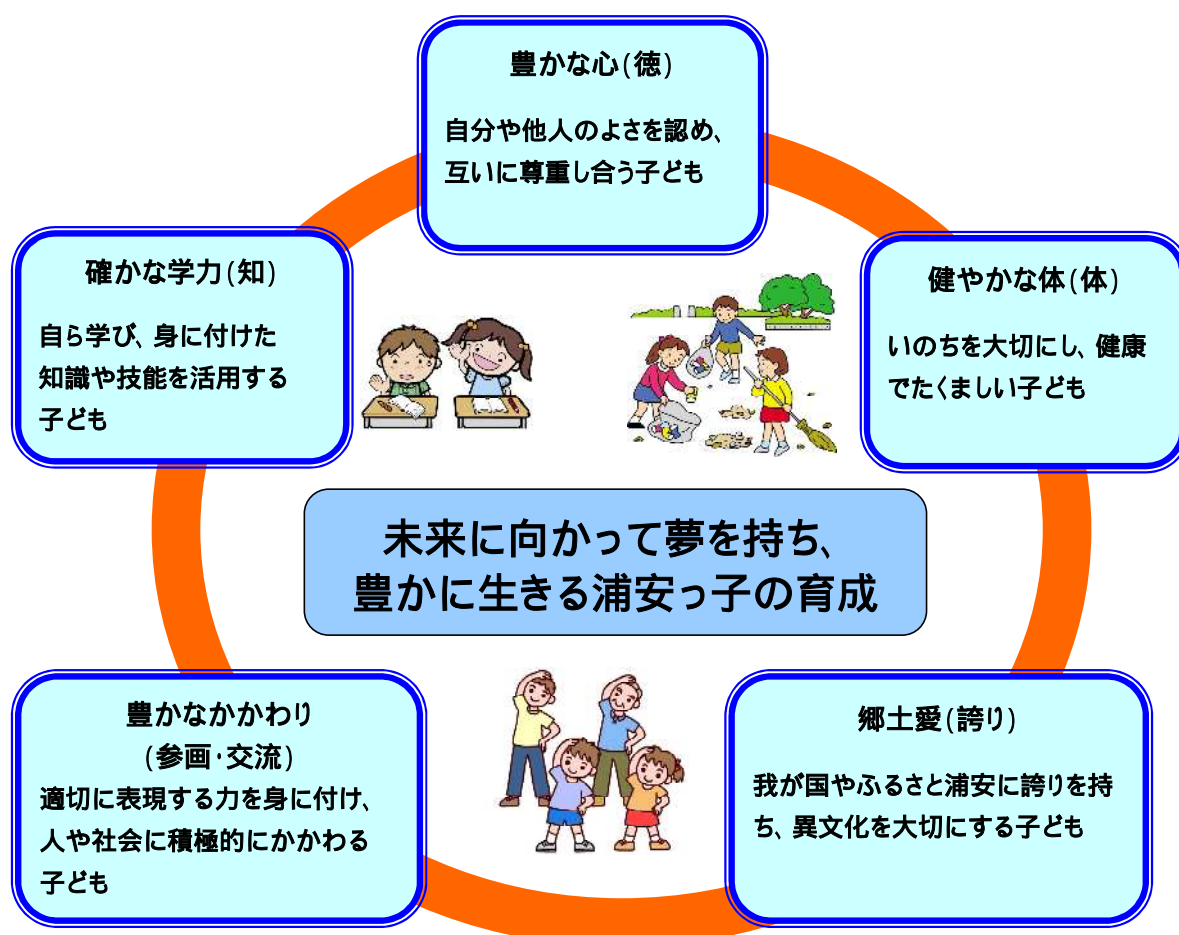 豊かな心(徳)
自分や他人のよさを認め、
互いに尊重し合う子ども
確かな学力(知)
自ら学び、身に付けた
知識や技能を活用する
子ども
健やかな体(体)
いのちを大切にし、健康
でたくましい子ども
未来に向かって夢を持ち、
豊かに生きる浦安っ子の育成
豊かなかかわり
(参画・交流)
適切に表現する力を身に付け、
人や社会に積極的にかかわる
子ども
郷土愛(誇り)
我が国やふるさと浦安に誇りを持
ち、異文化を大切にする子ども